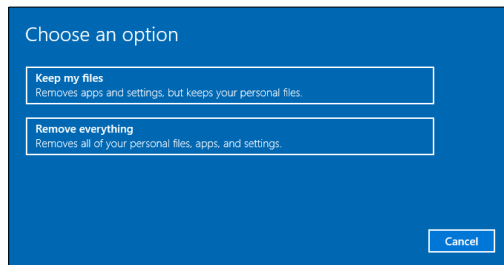 Choose an option
Keep my files
Removes apps and settings, but keeps your personal files.
Remove everything
Removes all of your personal files, apps, and settings.
Cancel